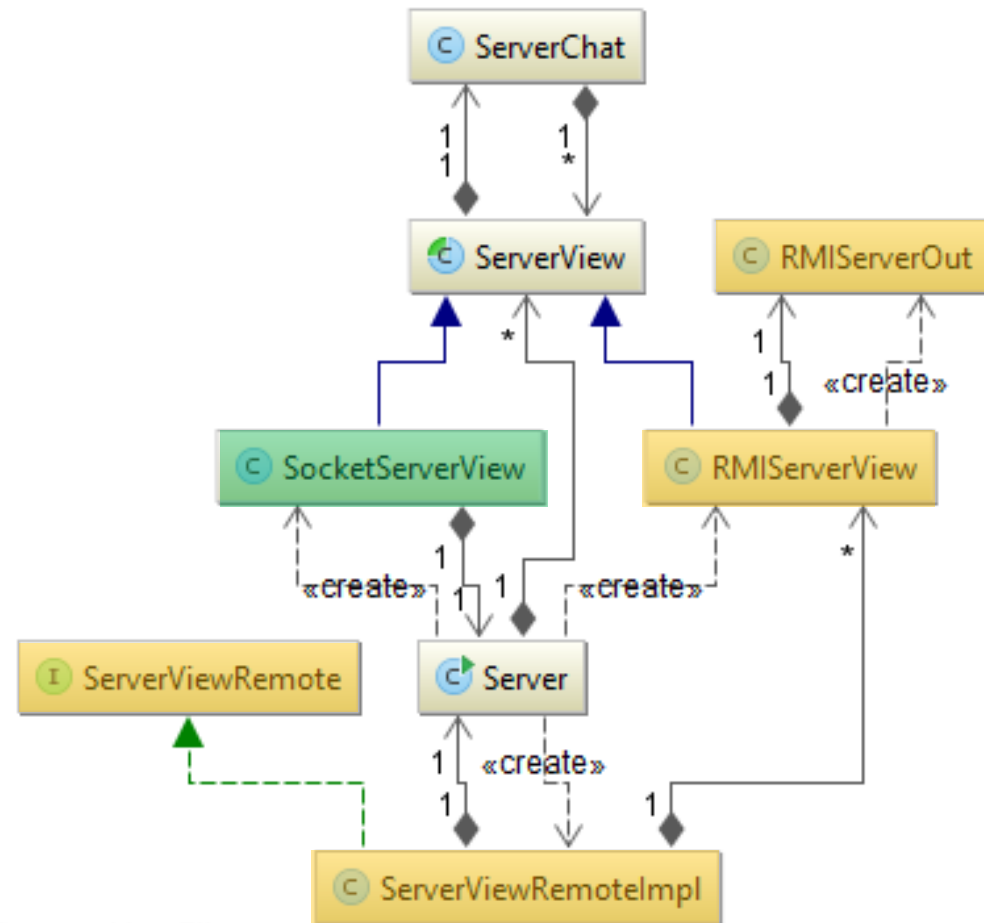 C ServerChat
1
1
1
*
C ServerView
C RMIServerOut
*
1
1
«create»
C SocketServerView
C RMIServerView
1
1
«create»
1
«create»
*
I ServerViewRemote
C Server
1
1
«create»
1
C ServerViewRemoteImpl